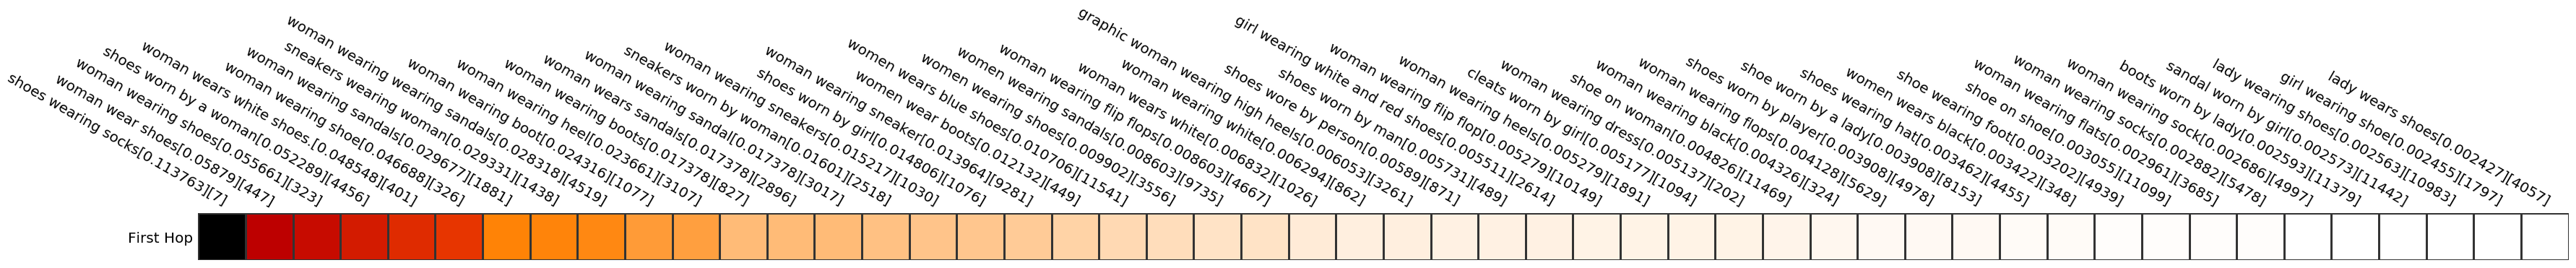 shoes wearing socks[0.113763][7]
woman wear shoes[0.05879][447]
woman wearing shoes[0.055661][323]
shoes worn by a woman[0.052289][4456]
woman wears white shoes[0.048548][401]
woman wearing shoe[0.046688][326]
woman wearing sandals[0.029677][1881]
sneakers wearing woman[0.029331][1438]
woman wearing wearing sandals[0.028318][4519]
woman wearing boot[0.024316][1077]
woman wearing heel[0.023661][3107]
woman wearing boots[0.017378][827]
woman wears sandals[0.017378][2896]
woman wearing sandal[0.017378][3017]
sneakers worn by woman[0.01601][2518]
woman wearing sneakers[0.015217][1030]
shoes worn by girl[0.014806][1076]
woman wearing sneaker[0.013964][9281]
women wear boots[0.012132][449]
women wears blue shoes[0.010706][11541]
women wearing shoes[0.009902][3556]
women wearing sandals[0.008603][9735]
woman wearing flip flops[0.008603][4667]
woman wears white[0.006832][1026]
woman wearing white[0.006294][862]
graphic woman wearing high heels[0.006053][3261]
shoes wore by person[0.00589][871]
shoes worn by man[0.005731][489]
girl wearing white and red shoes[0.005511][2614]
woman wearing flip flop[0.005279][10149]
woman wearing heels[0.005279][1891]
cleats worn by girl[0.005177][1094]
woman wearing dress[0.005137][202]
shoe on woman[0.004826][11469]
woman wearing black[0.004326][324]
woman wearing flops[0.004128][5629]
shoes worn by player[0.003908][4978]
shoe worn by a lady[0.003908][8153]
shoes wearing hat[0.003462][4455]
women wears black[0.003422][348]
shoe wearing foot[0.003202][4939]
shoe on shoe[0.003055][11099]
woman wearing flats[0.002961][3685]
woman wearing socks[0.002882][5478]
woman wearing sock[0.002686][4997]
boots worn by lady[0.002593][11379]
sandal worn by girl[0.002573][11442]
lady wearing shoes[0.002563][10983]
girl wearing shoe[0.002455][1797]
lady wears shoes[0.002427][4057]
First Hop